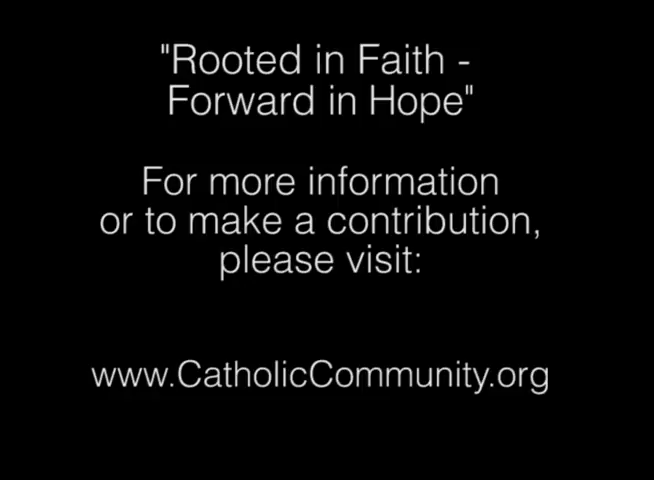 "Rooted in Faith -
Forward in Hope"
For more information
or to make a contribution,
please visit:
www.CatholicCommunity.org